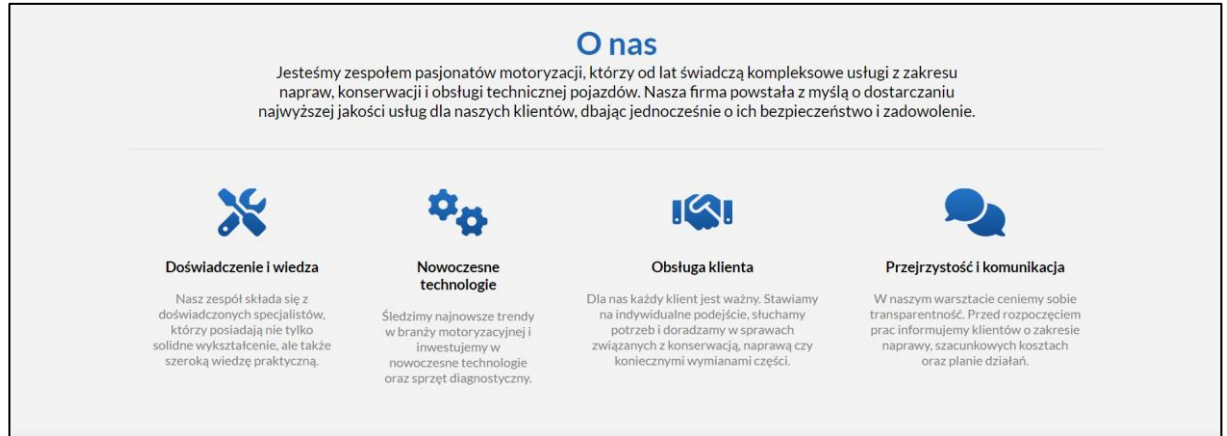 O nas
Jesteśmy zespołem pasjonatów motoryzacji, którzy od lat świadczą kompleksowe usługi z zakresu
napraw, konserwacji i obsługi technicznej pojazdów. Nasza firma powstała z myślą o dostarczaniu
najwyższej jakości usług dla naszych klientów, dbając jednocześnie o ich bezpieczeństwo i zadowolenie.
Doświadczenie i wiedza
Nasz zespół składa się z
doświadczonych specjalistów,
którzy posiadają nie tylko
solidne wykształcenie, ale także
szeroką wiedzę praktyczną.
Nowoczesne
technologie
Śledzimy najnowsze trendy
w branży motoryzacyjnej i
inwestujemy w
nowoczesne technologie
oraz sprzęt diagnostyczny.
Obsługa klienta
Dla nas każdy klient jest ważny. Stawiamy
na indywidualne podejście, słuchamy
potrzeb i doradzamy w sprawach
związanych z konserwacją, naprawą czy
koniecznymi wymianami części.
Przejrzystość i komunikacja
W naszym warsztacie ceniemy sobie
transparentność. Przed rozpoczęciem
prac informujemy klientów o zakresie
naprawy, szacunkowych kosztach
oraz planie działań.